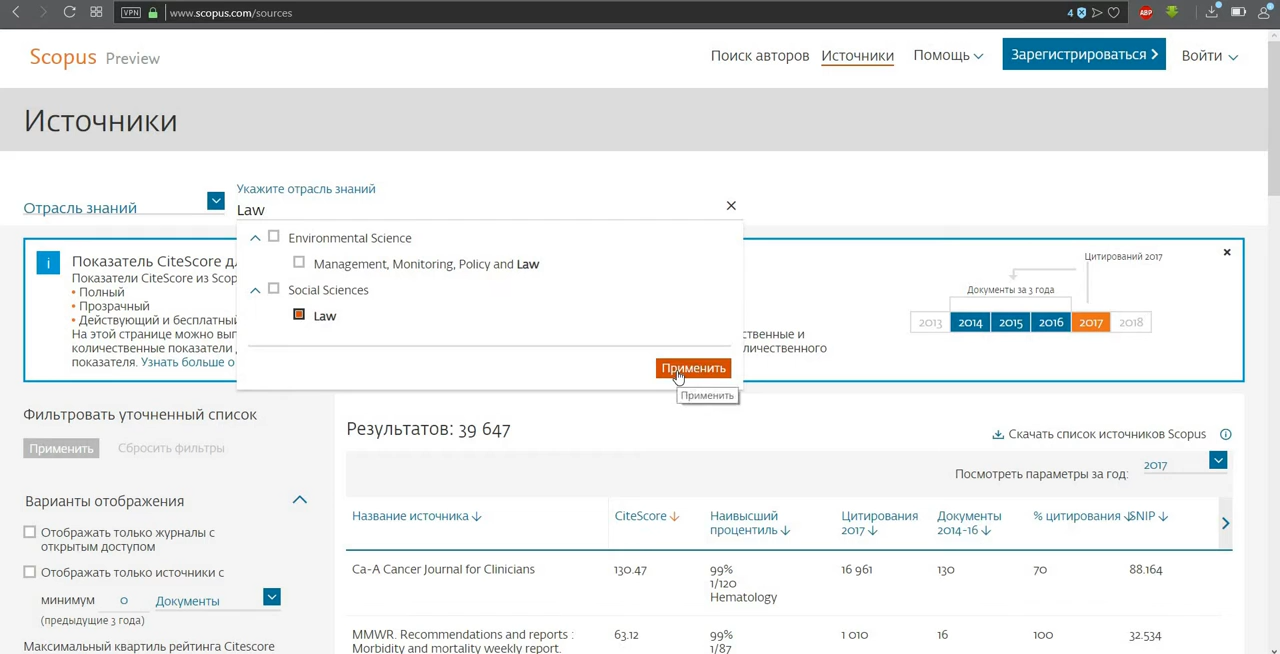 VPN www.scopus.com/sources 4 ABP
Scopus Preview Поиск авторов Источники Помощь Зарегистрироваться Войти
Источники
Отрасль знаний
Укажите отрасль знаний
Law
Environmental Science
Management, Monitoring, Policy and Law
Social Sciences
Law
Применить
Применить
i
Показатель CiteScore д
Показатели CiteScore из Scop
• Полный
• Прозрачный
• Действующий и бесплатный
На этой странице можно вып
ственные и
количественные показатели
личественного
показателя. Узнать больше о
Цитирований 2017
Документы за 3 года
2013 2014 2015 2016 2017 2018
Фильтровать уточненный список
Применить Сбросить фильтры
Варианты отображения
Отображать только журналы с
открытым доступом
Отображать только источники с
минимум 0 Документы
(предыдущие 3 года)
Максимальный квартиль рейтинга Citescore
Результатов: 39 647
Скачать список источников Scopus
Посмотреть параметры за год: 2017
Название источника CiteScore Наивысший Цитирования Документы % цитирования SNIP
процентиль 2017 2014-16
Ca-A Cancer Journal for Clinicians 130.47 99% 16 961 130 70 88.164
1/120
Hematology
MMWR. Recommendations and reports : 63.12 99% 1 010 16 100 32.534
Morbidity and mortality weekly report. 1/87